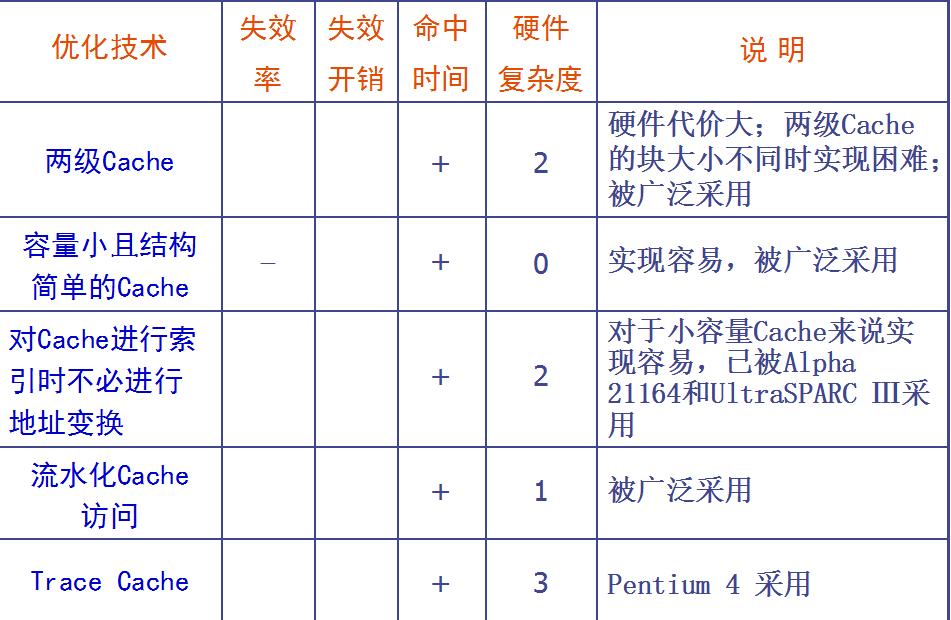 优化技术
失效
率
失效
开销
命中
时间
硬件
复杂度
说 明
两级Cache
+
2
硬件代价大；两级Cache
的块大小不同时实现困难；
被广泛采用
容量小且结构
简单的Cache
－
+
0
实现容易，被广泛采用
对Cache进行索
引时不必进行
地址变换
+
2
对于小容量Cache来说实
现容易，已被Alpha
21164和UltraSPARC Ⅲ采
用
流水化Cache
访问
+
1
被广泛采用
Trace Cache
+
3
Pentium 4 采用